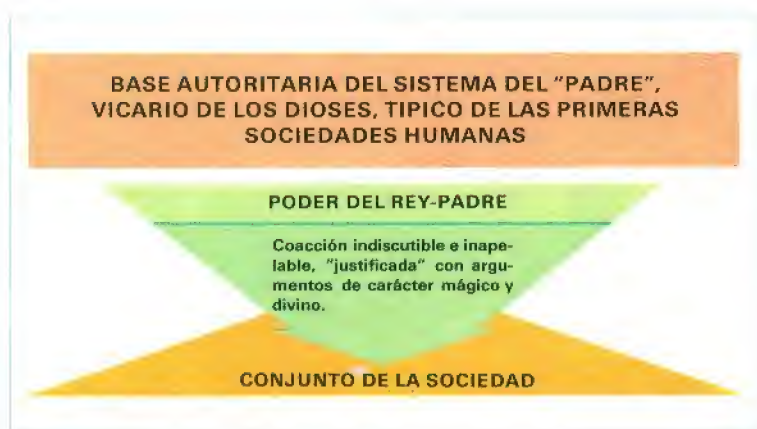 BASE AUTORITARIA DEL SISTEMA DEL "PADRE",
VICARIO DE LOS DIOSES, TIPICO DE LAS PRIMERAS
SOCIEDADES HUMANAS
PODER DEL REY-PADRE
Coacción indiscutible e inape-
lable, "justificada" con argu-
mentos de carácter mágico y
divino.
CONJUNTO DE LA SOCIEDAD